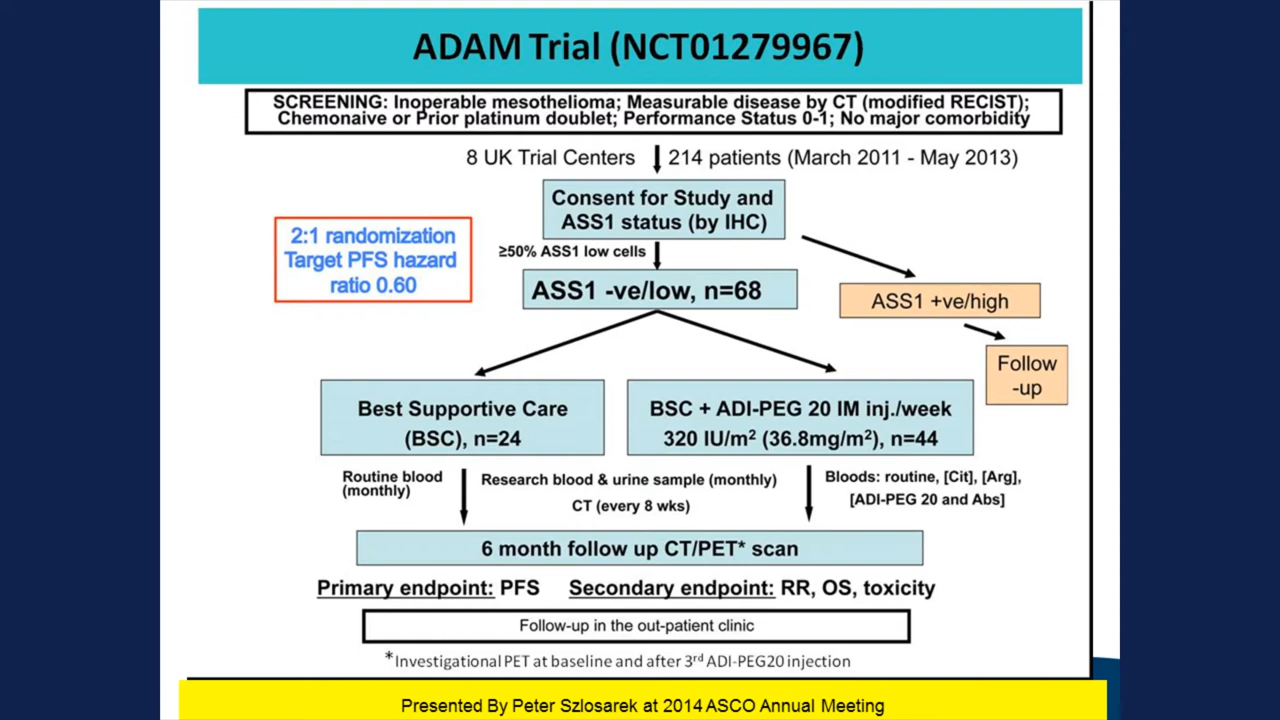 ADAM Trial (NCT01279967)
SCREENING: Inoperable mesothelioma; Measurable disease by CT (modified RECIST);
Chemonaive or Prior platinum doublet; Performance Status 0-1; No major comorbidity
8 UK Trial Centers
214 patients (March 2011 - May 2013)
Consent for Study and
ASS1 status (by IHC)
2:1 randomization
Target PFS hazard
ratio 0.60
≥50% ASS1 low cells
ASS1 -ve/low, n=68
ASS1 +ve/high
Follow
-up
Best Supportive Care
(BSC), n=24
BSC + ADI-PEG 20 IM inj./week
320 IU/m² (36.8mg/m²), n=44
Routine blood
(monthly)
Research blood & urine sample (monthly)
CT (every 8 wks)
Bloods: routine, [Cit], [Arg],
[ADI-PEG 20 and Abs]
6 month follow up CT/PET* scan
Primary endpoint: PFS
Secondary endpoint: RR, OS, toxicity
Follow-up in the out-patient clinic
*Investigational PET at baseline and after 3rd ADI-PEG20 injection
Presented By Peter Szlosarek at 2014 ASCO Annual Meeting